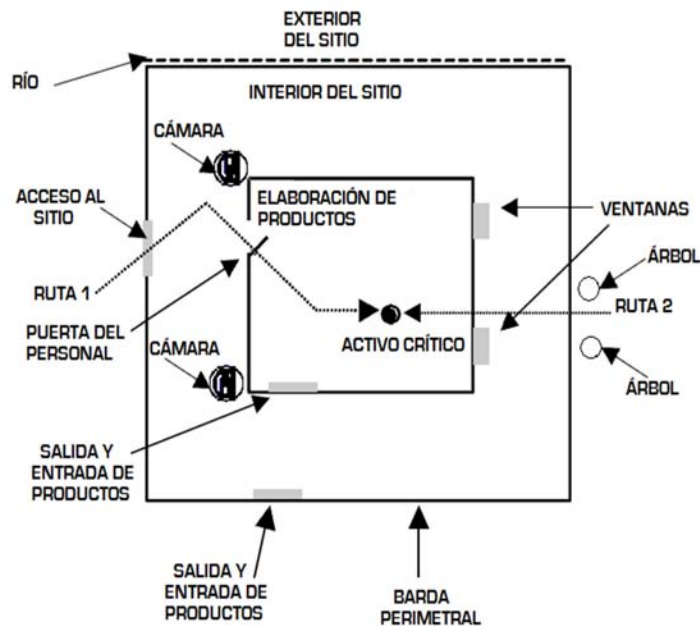 EXTERIOR
DEL SITIO
RÍO
INTERIOR DEL SITIO
CÁMARA
ACCESO AL
SITIO
ELABORACIÓN DE
PRODUCTOS
VENTANAS
ÁRBOL
RUTA 1
RUTA 2
PUERTA DEL
PERSONAL
ACTIVO CRÍTICO
CÁMARA
ÁRBOL
SALIDA Y
ENTRADA DE
PRODUCTOS
SALIDA Y
ENTRADA DE
PRODUCTOS
BARDA
PERIMETRAL